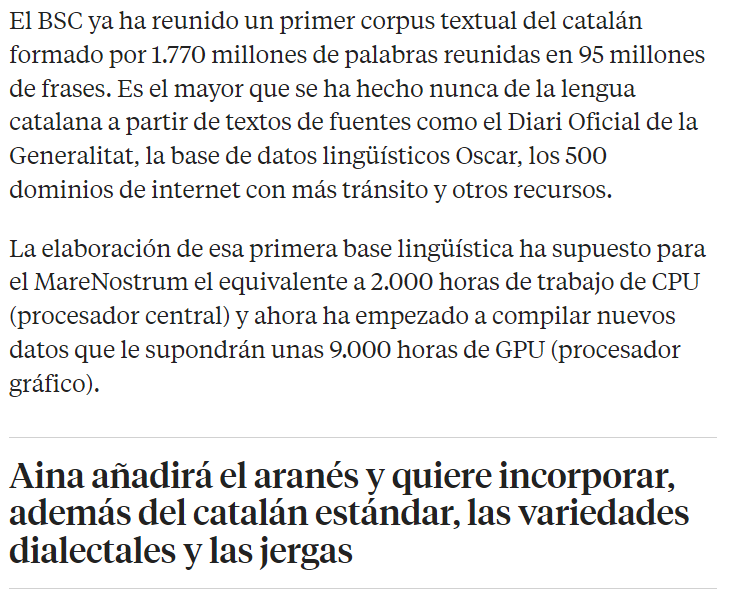 El BSC ya ha reunido un primer corpus textual del catalán
formado por 1.770 millones de palabras reunidas en 95 millones
de frases. Es el mayor que se ha hecho nunca de la lengua
catalana a partir de textos de fuentes como el Diari Oficial de la
Generalitat, la base de datos lingüísticos Oscar, los 500
dominios de internet con más tránsito y otros recursos.
La elaboración de esa primera base lingüística ha supuesto para
el MareNostrum el equivalente a 2.000 horas de trabajo de CPU
(procesador central) y ahora ha empezado a compilar nuevos
datos que le supondrán unas 9.000 horas de GPU (procesador
gráfico).
Aina añadirá el aranés y quiere incorporar,
además del catalán estándar, las variedades
dialectales y las jergas